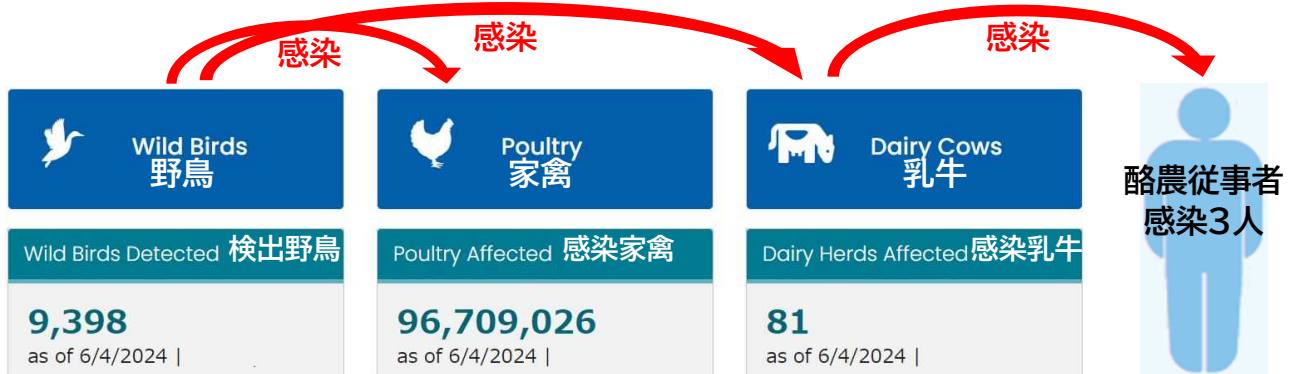 感染
感染
感染
Wild Birds
野鳥
Poultry
家禽
Dairy Cows
乳牛
酪農従事者
感染3人
Wild Birds Detected 検出野鳥
Poultry Affected 感染家禽
Dairy Herds Affected 感染乳牛
9,398
as of 6/4/2024 |
96,709,026
as of 6/4/2024 |
81
as of 6/4/2024 |